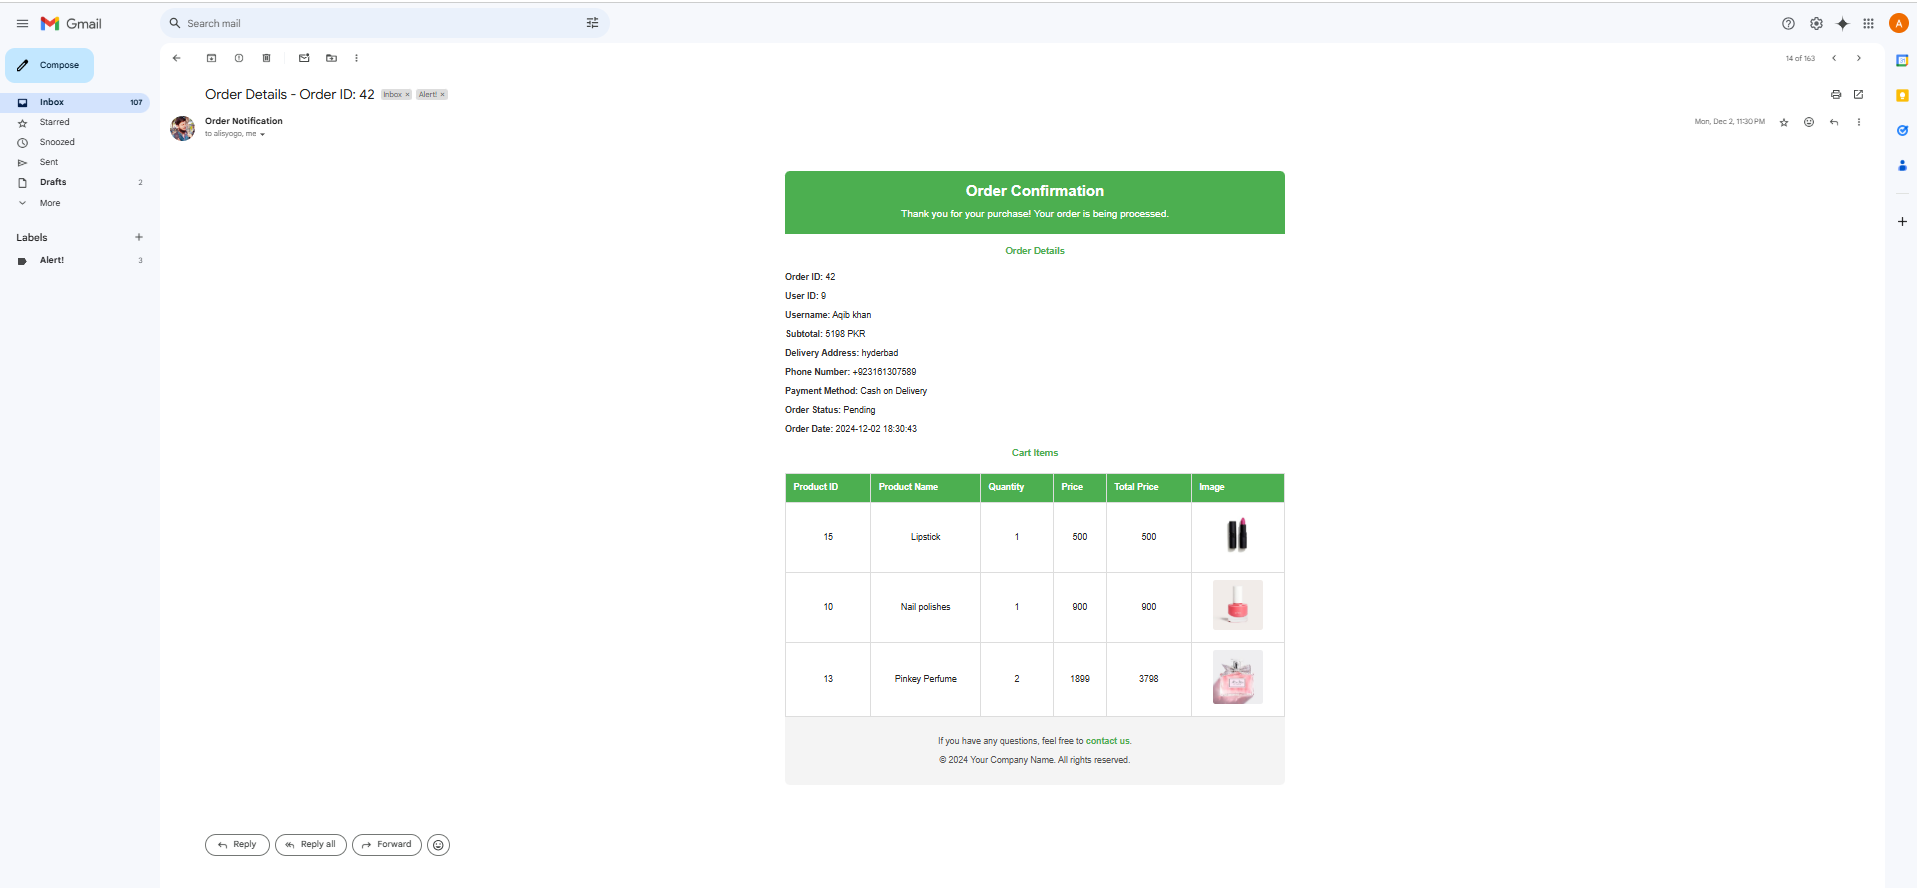 Gmail
Search mail
A
Compose
14 of 163
Inbox 107
Starred
Snoozed
Sent
Drafts 2
More
Labels
Alert! 3
Order Details - Order ID: 42 Inbox × Alert! ×
Order Notification
to alisyogo, me
Mon, Dec 2, 11:30 PM
Order Confirmation
Thank you for your purchase! Your order is being processed.
Order Details
Order ID: 42
User ID: 9
Username: Aqib khan
Subtotal: 5198 PKR
Delivery Address: hyderbad
Phone Number: +923161307589
Payment Method: Cash on Delivery
Order Status: Pending
Order Date: 2024-12-02 18:30:43
Cart Items
Product ID Product Name Quantity Price Total Price Image
15 Lipstick 1 500 500
10 Nail polishes 1 900 900
13 Pinkey Perfume 2 1899 3798
If you have any questions, feel free to contact us.
© 2024 Your Company Name. All rights reserved.
Reply Reply all Forward